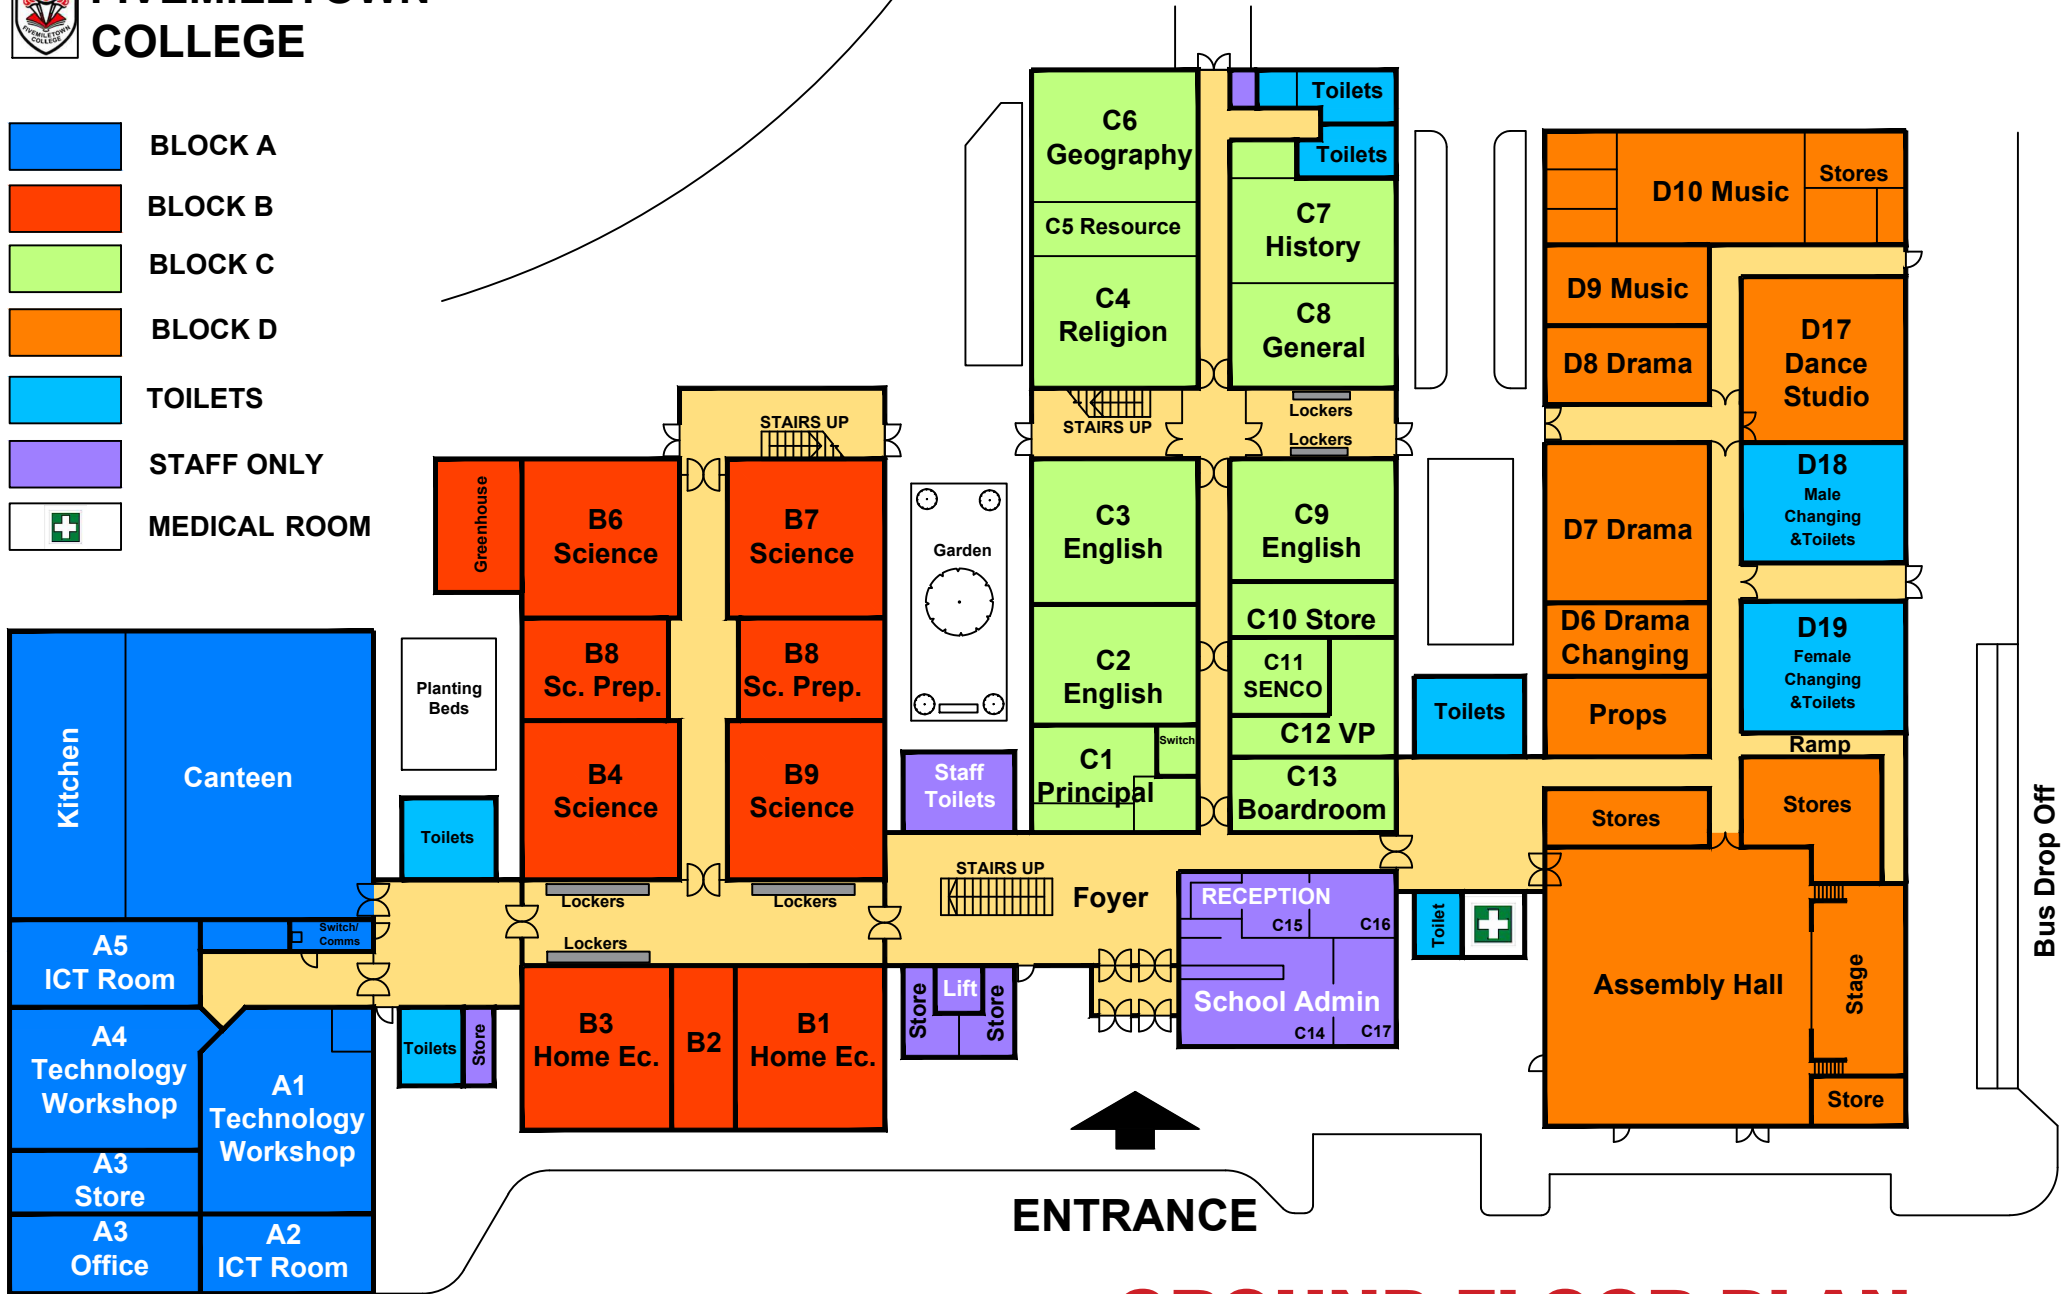 FIVEMILETOWN
COLLEGE
FIVEMILETOWN
COLLEGE
BLOCK A
BLOCK B
BLOCK C
BLOCK D
TOILETS
STAFF ONLY
MEDICAL ROOM
C6
Geography
C5 Resource
C4
Religion
Toilets
Toilets
C7
History
C8
General
STAIRS UP
Lockers
Lockers
C3
English
C2
English
Switch
C1
Principal
C9
English
C10 Store
C11
SENCO
C12 VP
C13
Boardroom
D10 Music
Stores
D9 Music
D8 Drama
D17
Dance
Studio
D7 Drama
D18
Male
Changing
&Toilets
D6 Drama
Changing
D19
Female
Changing
&Toilets
Props
Toilets
Ramp
Stores
Stores
Assembly Hall
Stage
Store
Bus Drop Off
STAIRS UP
Greenhouse
B6
Science
B7
Science
B8
Sc. Prep.
B8
Sc. Prep.
B4
Science
B9
Science
Garden
Planting
Beds
Staff
Toilets
Toilets
Kitchen
Canteen
Lockers
Lockers
Lockers
STAIRS UP
Foyer
RECEPTION
C15
C16
School Admin
C14
C17
Toilet
Switch/
Comms
A5
ICT Room
A4
Technology
Workshop
A1
Technology
Workshop
A3
Store
A3
Office
A2
ICT Room
Toilets
Store
B3
Home Ec.
B2
B1
Home Ec.
Store
Lift
Store
ENTRANCE
GROUND FLOOR PLAN